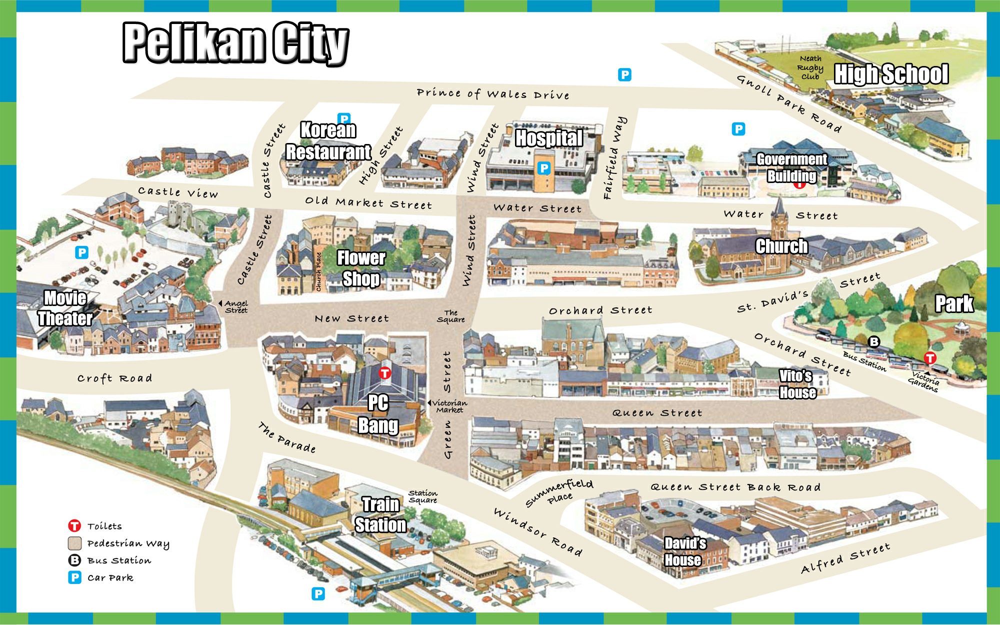 Pelikan City
Prince of Wales Drive
P
Neath
Rugby
Club
High School
Gnoll Park Road
P
Korean
Restaurant
Castle Street
High Street
Wind Street
Hospital
P
Fairfield Way
P
Government
Building
T
Castle View
Old Market Street
Water Street
Water Street
P
Castle Street
Church Place
Flower
Shop
Wind Street
Church
St. David's Street
Park
Movie
Theater
Angel
Street
New Street
The
Square
Orchard Street
Orchard Street
B
Bus Station
T
Victoria
Gardens
Croft Road
T
PC
Bang
Green Street
Victorian
Market
Vito's
House
Queen Street
The Parade
Train
Station
Station
Square
Summerfield
Place
Queen Street Back Road
Windsor Road
David's
House
Alfred Street
T Toilets
Pedestrian Way
B Bus Station
P Car Park
P